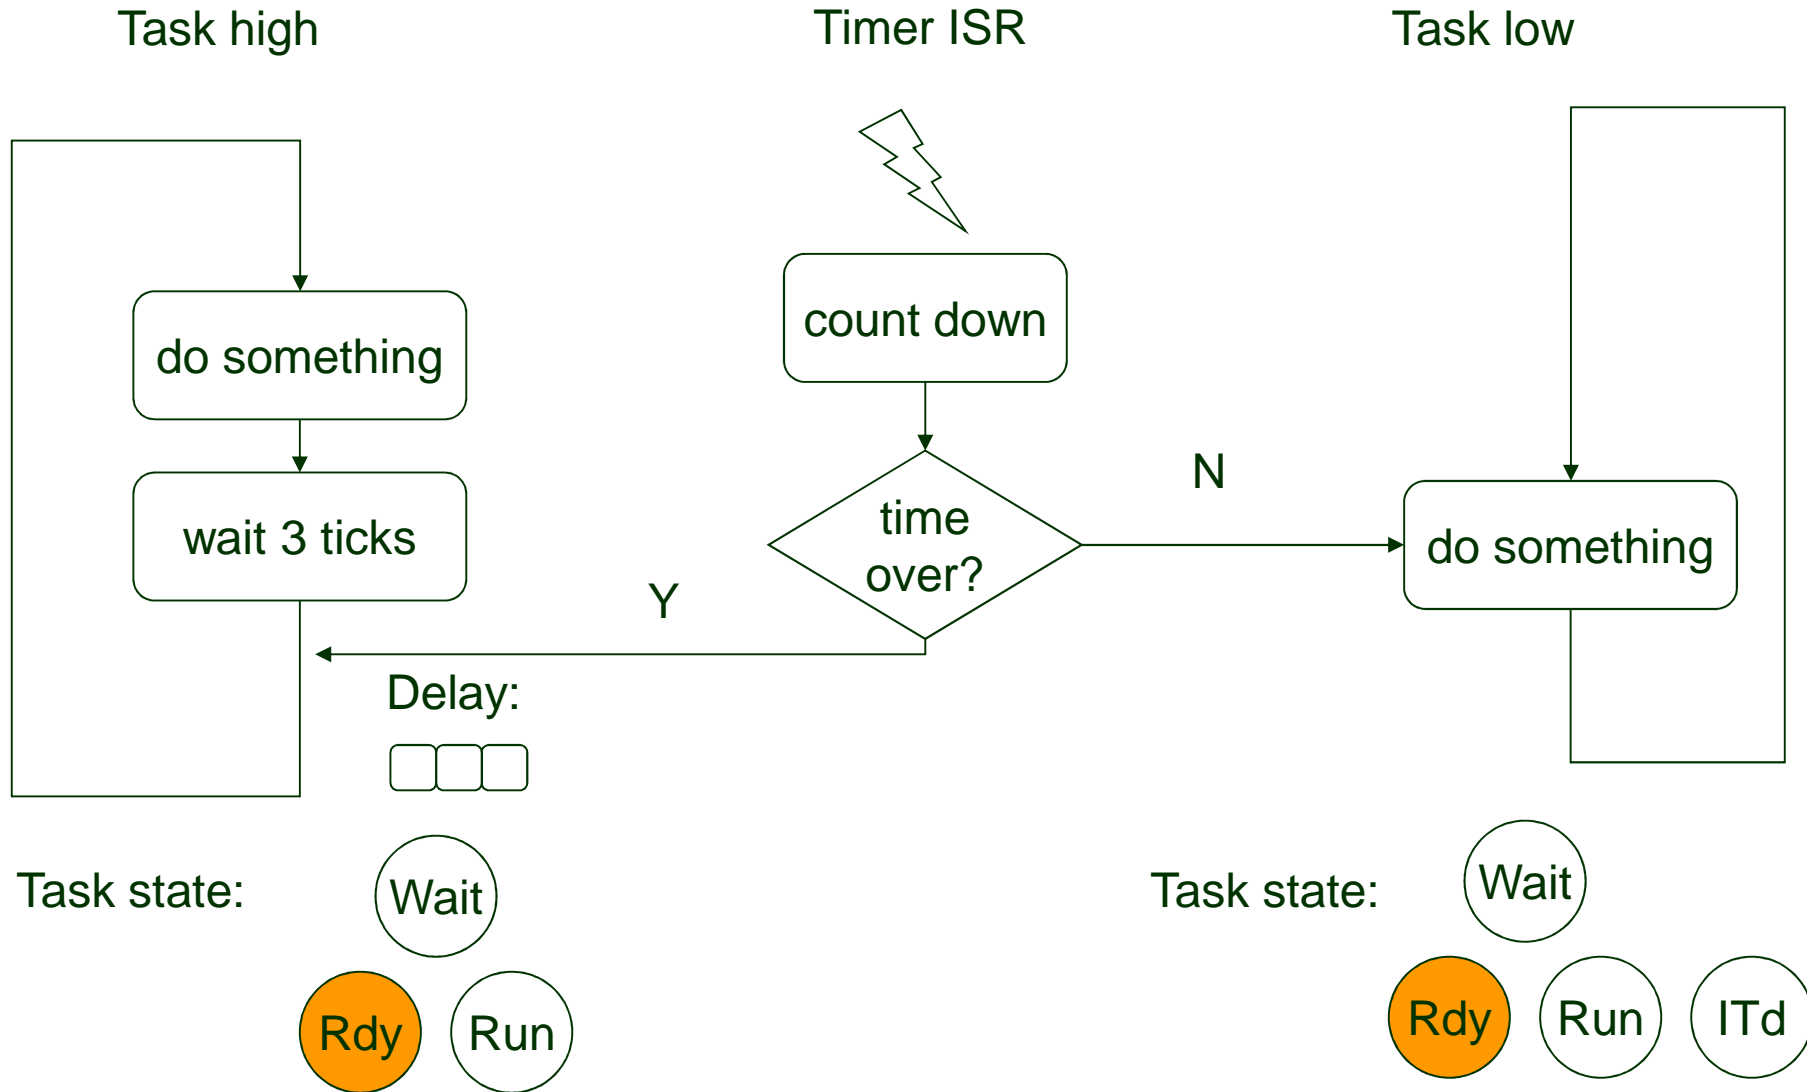 Task high
Timer ISR
Task low
do something
wait 3 ticks
count down
time
over?
N
Y
do something
Delay:
Task state:
Wait
Rdy
Run
Task state:
Wait
Rdy
Run
ITd